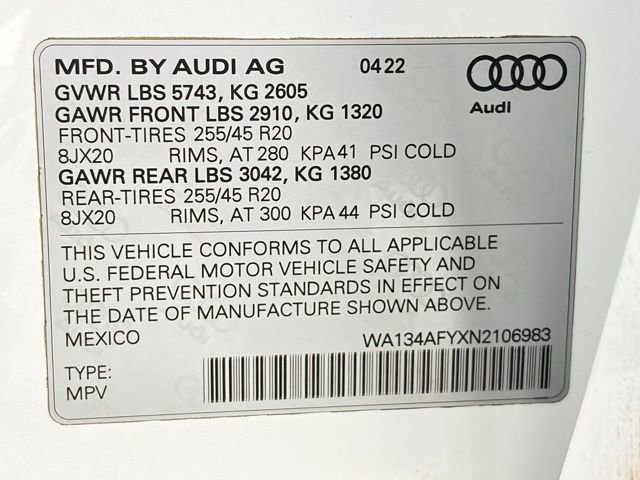 MFD. BY AUDI AG 0422
Audi
GVWR LBS 5743, KG 2605
GAWR FRONT LBS 2910, KG 1320
FRONT-TIRES 255/45 R20
8JX20 RIMS, AT 280 KPA 41 PSI COLD
GAWR REAR LBS 3042, KG 1380
REAR-TIRES 255/45 R20
8JX20 RIMS, AT 300 KPA 44 PSI COLD
THIS VEHICLE CONFORMS TO ALL APPLICABLE
U.S. FEDERAL MOTOR VEHICLE SAFETY AND
THEFT PREVENTION STANDARDS IN EFFECT ON
THE DATE OF MANUFACTURE SHOWN ABOVE.
MEXICO WA134AFYXN2106983
TYPE:
MPV